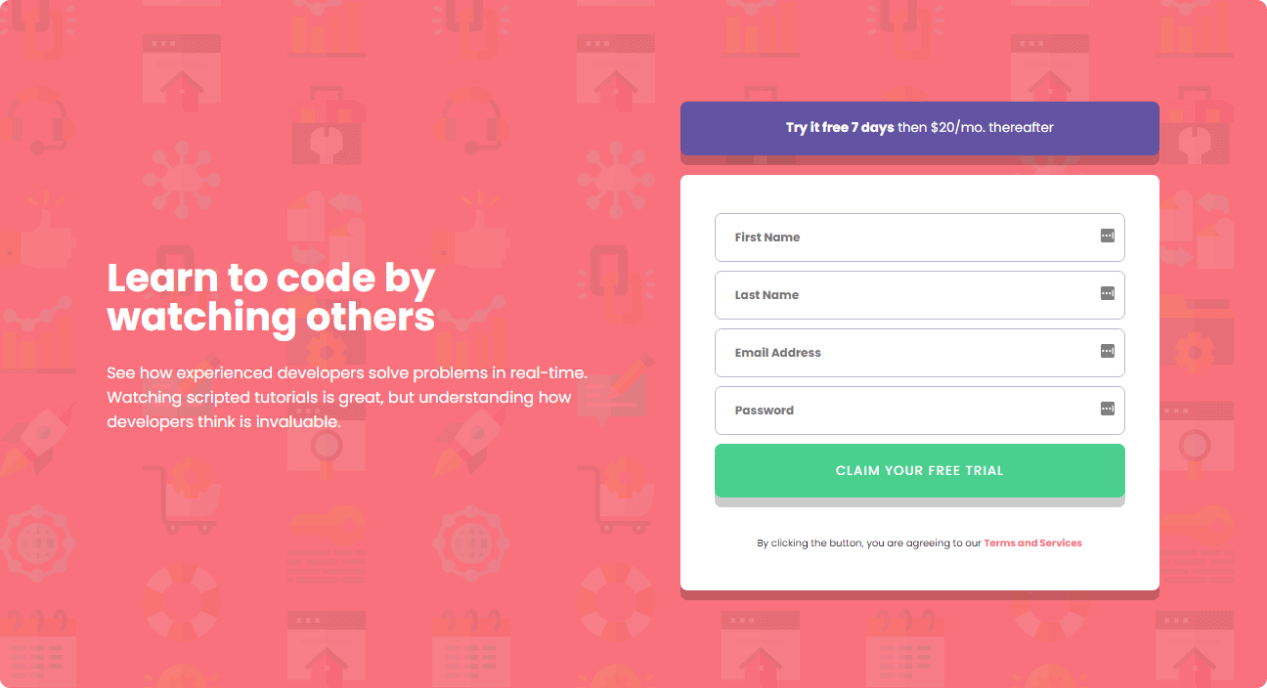 Learn to code by
watching others
See how experienced developers solve problems in real-time.
Watching scripted tutorials is great, but understanding how
developers think is invaluable.
Try it free 7 days then $20/mo. thereafter
First Name
Last Name
Email Address
Password
CLAIM YOUR FREE TRIAL
By clicking the button, you are agreeing to our Terms and Services